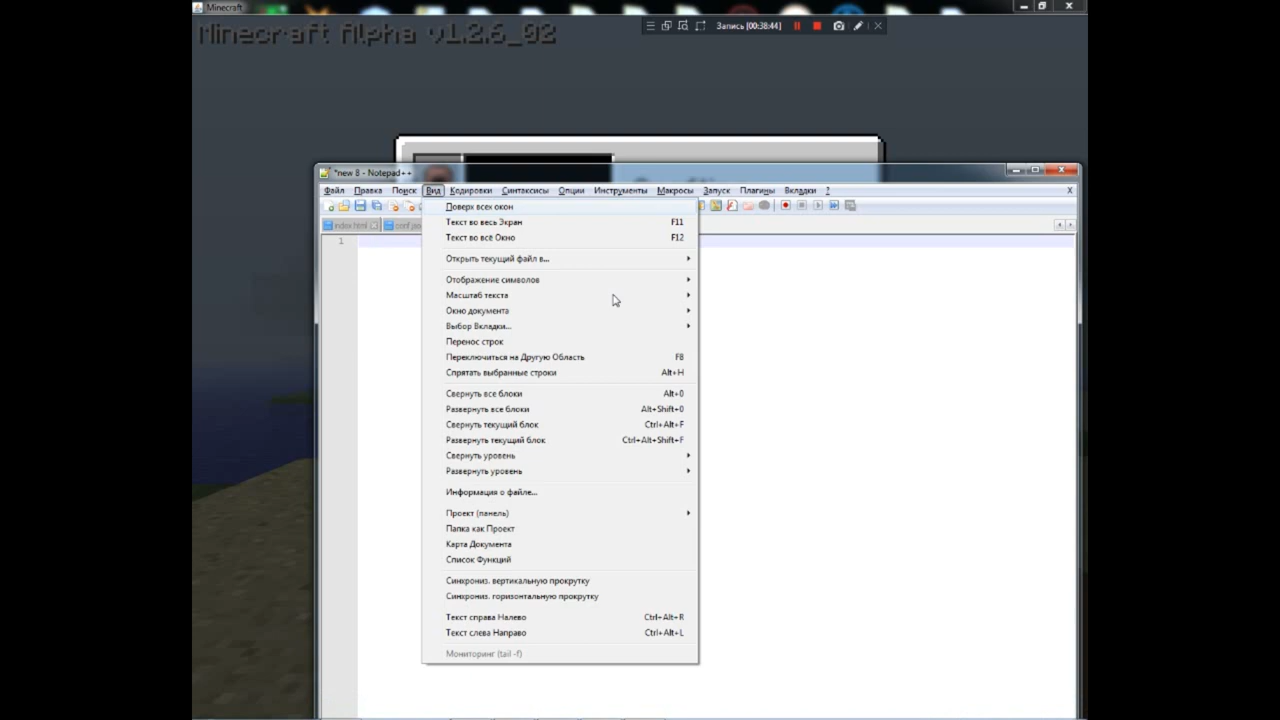 Minecraft
Minecraft Alpha v1.2.6_02
Запись [00:38:44]
*new 8 - Notepad++
Файл Правка Поиск Вид Кодировки Синтаксисы Опции Инструменты Макросы Запуск Плагины Вкладки ? X
index.html
1
Поверх всех окон
Текст во весь Экран F11
Текст во всё Окно F12
Открыть текущий файл в...
Отображение символов
Масштаб текста
Окно документа
Выбор Вкладки...
Перенос строк
Переключиться на Другую Область F8
Спрятать выбранные строки Alt+H
Свернуть все блоки Alt+0
Развернуть все блоки Alt+Shift+0
Свернуть текущий блок Ctrl+Alt+F
Развернуть текущий блок Ctrl+Alt+Shift+F
Свернуть уровень
Развернуть уровень
Информация о файле...
Проект (панель)
Папка как Проект
Карта Документа
Список Функций
Синхрониз. вертикальную прокрутку
Синхрониз. горизонтальную прокрутку
Текст справа Налево Ctrl+Alt+R
Текст слева Направо Ctrl+Alt+L
Мониторинг (tail -f)